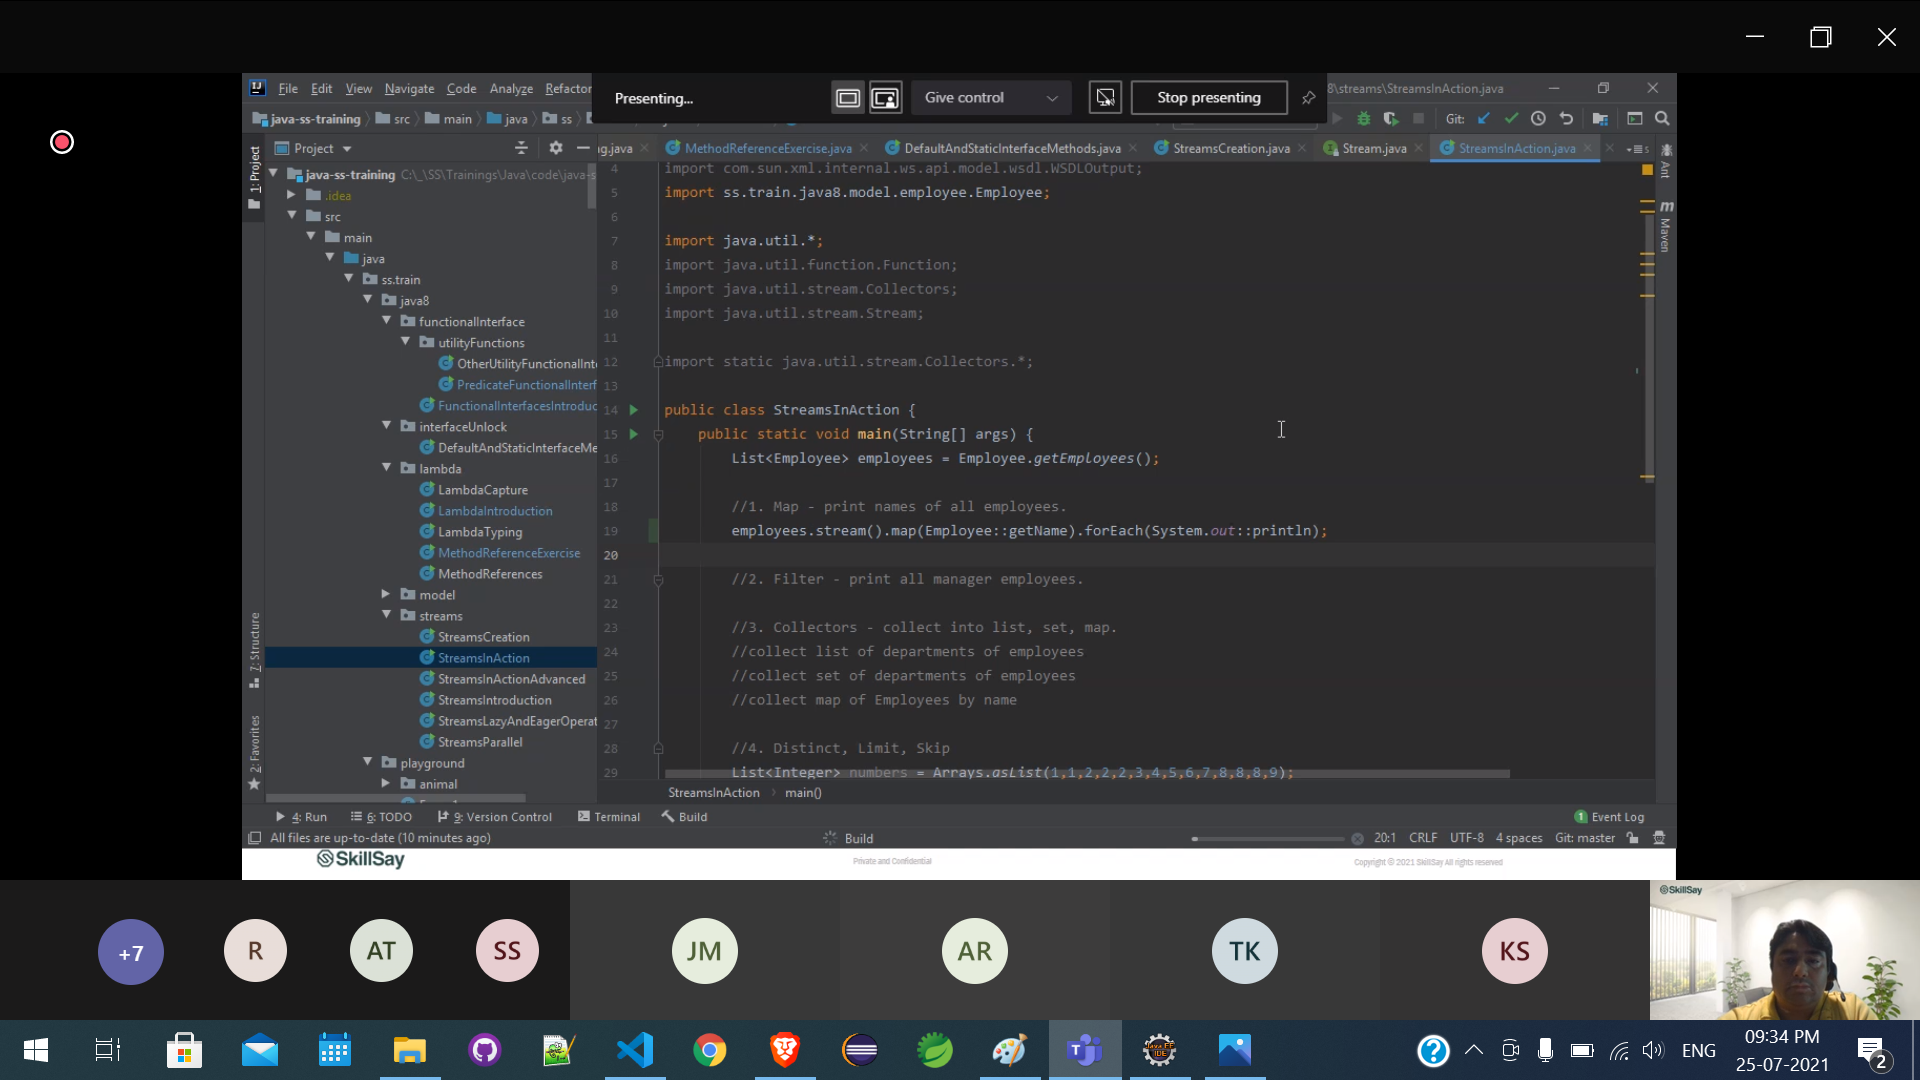 File Edit View Navigate Code Analyze Refactor
Presenting...
Give control
Stop presenting
8\streams\StreamsInAction.java
java-ss-training
src
main
java
ss
Git:
Project
g.java
MethodReferenceExercise.java
DefaultAndStaticInterfaceMethods.java
StreamsCreation.java
Stream.java
StreamsInAction.java
1: Project
7: Structure
2: Favorites
Ant
Maven
java-ss-training C:\_\SS\Trainings\Java\code\java-s
.idea
src
main
java
ss.train
java8
functionalInterface
utilityFunctions
OtherUtilityFunctionalInte
PredicateFunctionalInterf
FunctionalInterfacesIntroduc
interfaceUnlock
DefaultAndStaticInterfaceMe
lambda
LambdaCapture
LambdaIntroduction
LambdaTyping
MethodReferenceExercise
MethodReferences
model
streams
StreamsCreation
StreamsInAction
StreamsInActionAdvanced
StreamsIntroduction
StreamsLazyAndEagerOperat
StreamsParallel
playground
animal
4 import com.sun.xml.internal.ws.api.model.wsdl.WSDLOutput;
5 import ss.train.java8.model.employee.Employee;
6
7 import java.util.*;
8 import java.util.function.Function;
9 import java.util.stream.Collectors;
10 import java.util.stream.Stream;
11
12 import static java.util.stream.Collectors.*;
13
14 public class StreamsInAction {
15 public static void main(String[] args) {
16 List<Employee> employees = Employee.getEmployees();
17
18 //1. Map - print names of all employees.
19 employees.stream().map(Employee::getName).forEach(System.out::println);
20
21 //2. Filter - print all manager employees.
22
23 //3. Collectors - collect into list, set, map.
24 //collect list of departments of employees
25 //collect set of departments of employees
26 //collect map of Employees by name
27
28 //4. Distinct, Limit, Skip
29 List<Integer> numbers = Arrays.asList(1,1,2,2,2,3,4,5,6,7,8,8,8,9);
StreamsInAction main()
4: Run 6: TODO 9: Version Control Terminal Build
1 Event Log
All files are up-to-date (10 minutes ago)
Build
20:1 CRLF UTF-8 4 spaces Git: master
SkillSay
Private and Confidential
Copyright © 2021 SkillSay All rights reserved
+7
R
AT
SS
JM
AR
TK
KS
SkillSay
ENG
09:34 PM
25-07-2021
2